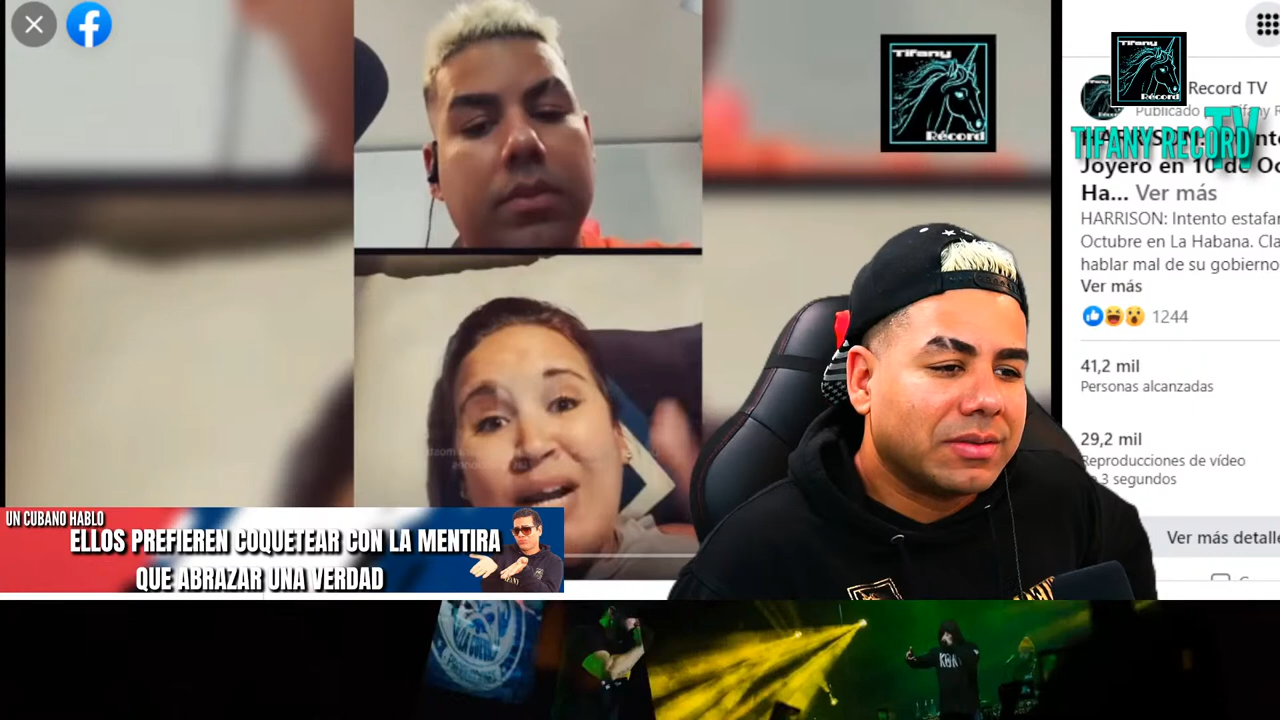 Tifany
Récord
Tifany
Récord
Record TV
Publicado
TIFANY RECORD
TV
Joyero en 10 de Oc
Ha... Ver más
HARRISON: Intento estafar
Octubre en La Habana. Cla
hablar mal de su gobierno
Ver más
1244
41,2 mil
Personas alcanzadas
29,2 mil
Reproducciones de vídeo
3 segundos
Ver más detalle
UN CUBANO HABLO
ELLOS PREFIEREN COQUETEAR CON LA MENTIRA
QUE ABRAZAR UNA VERDAD